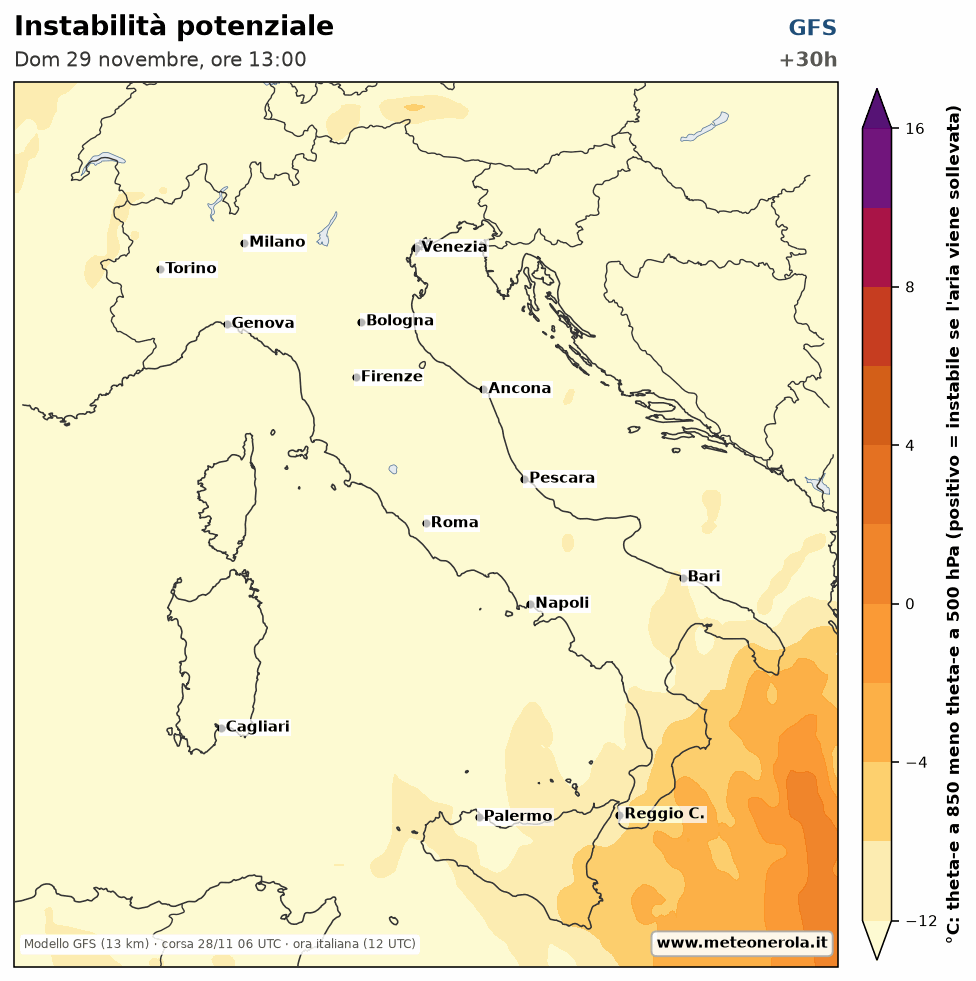 Instabilità potenziale
GFS
Dom 29 novembre, ore 13:00
+30h
Milano
Venezia
Torino
Genova
Bologna
Firenze
Ancona
Pescara
Roma
Bari
Napoli
Cagliari
Palermo
Reggio C.
16
8
4
0
−4
−12
°C: theta-e a 850 meno theta-e a 500 hPa (positivo = instabile se l'aria viene sollevata)
Modello GFS (13 km) · corsa 28/11 06 UTC · ora italiana (12 UTC)
www.meteonerola.it